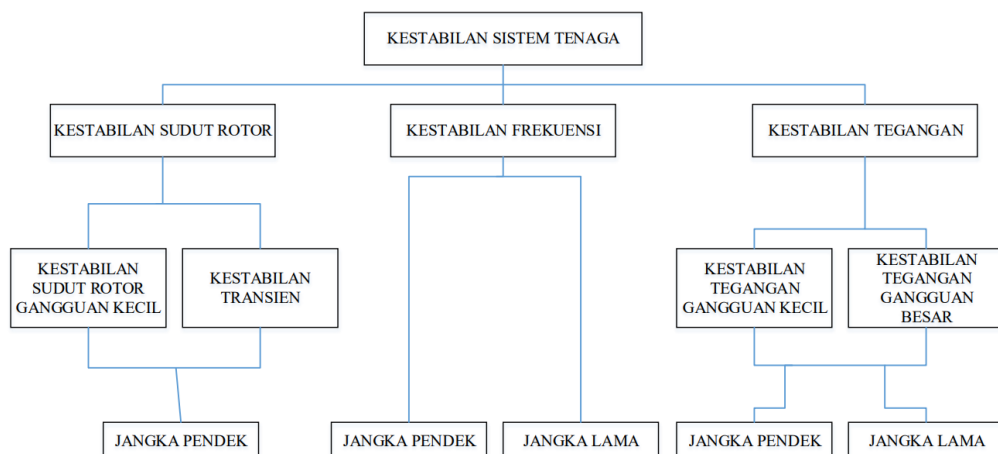 KESTABILAN SISTEM TENAGA
KESTABILAN SUDUT ROTOR
KESTABILAN FREKUENSI
KESTABILAN TEGANGAN
KESTABILAN
SUDUT ROTOR
GANGGUAN KECIL
KESTABILAN
TRANSIEN
KESTABILAN
TEGANGAN
GANGGUAN KECIL
KESTABILAN
TEGANGAN
GANGGUAN
BESAR
JANGKA PENDEK
JANGKA PENDEK
JANGKA LAMA
JANGKA PENDEK
JANGKA LAMA